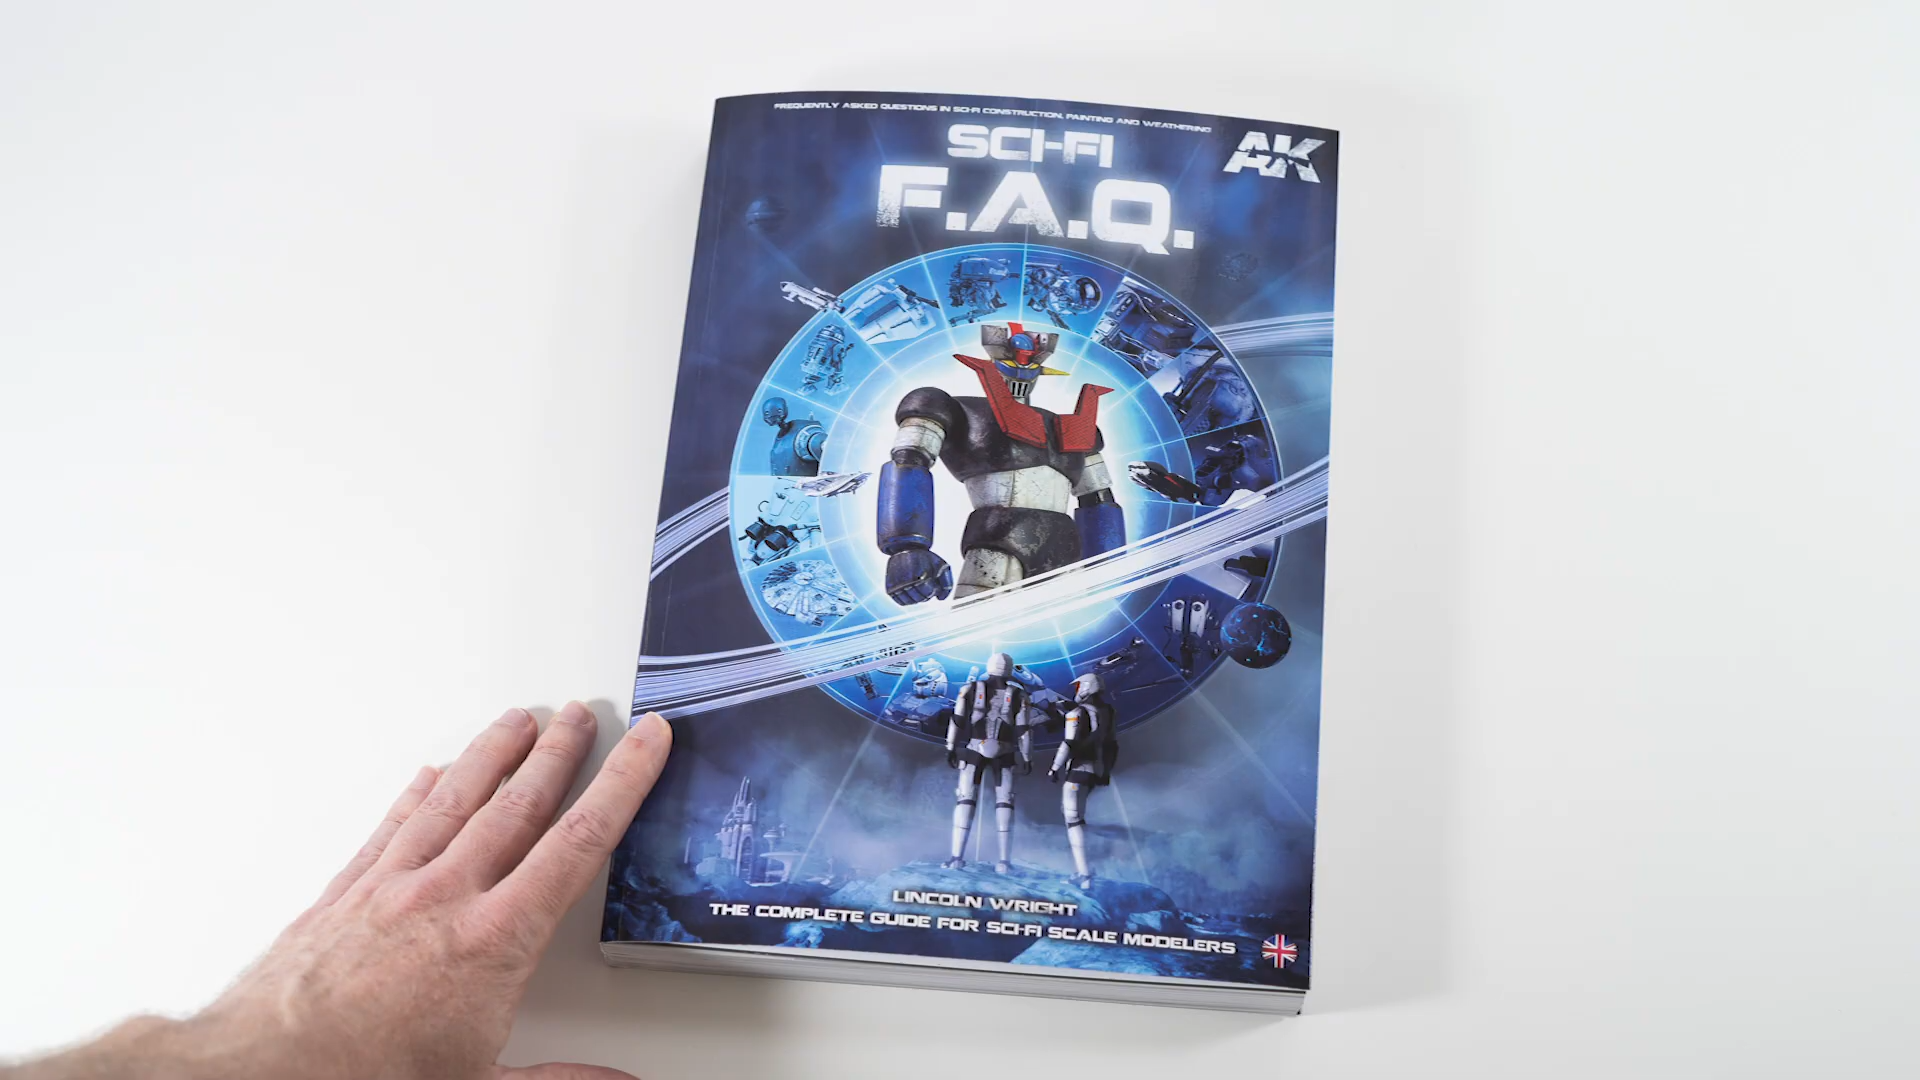 FREQUENTLY ASKED QUESTIONS IN SCI-FI CONSTRUCTION, PAINTING AND WEATHERING
SCI-FI
F.A.Q.
AK
LINCOLN WRIGHT
THE COMPLETE GUIDE FOR SCI-FI SCALE MODELERS